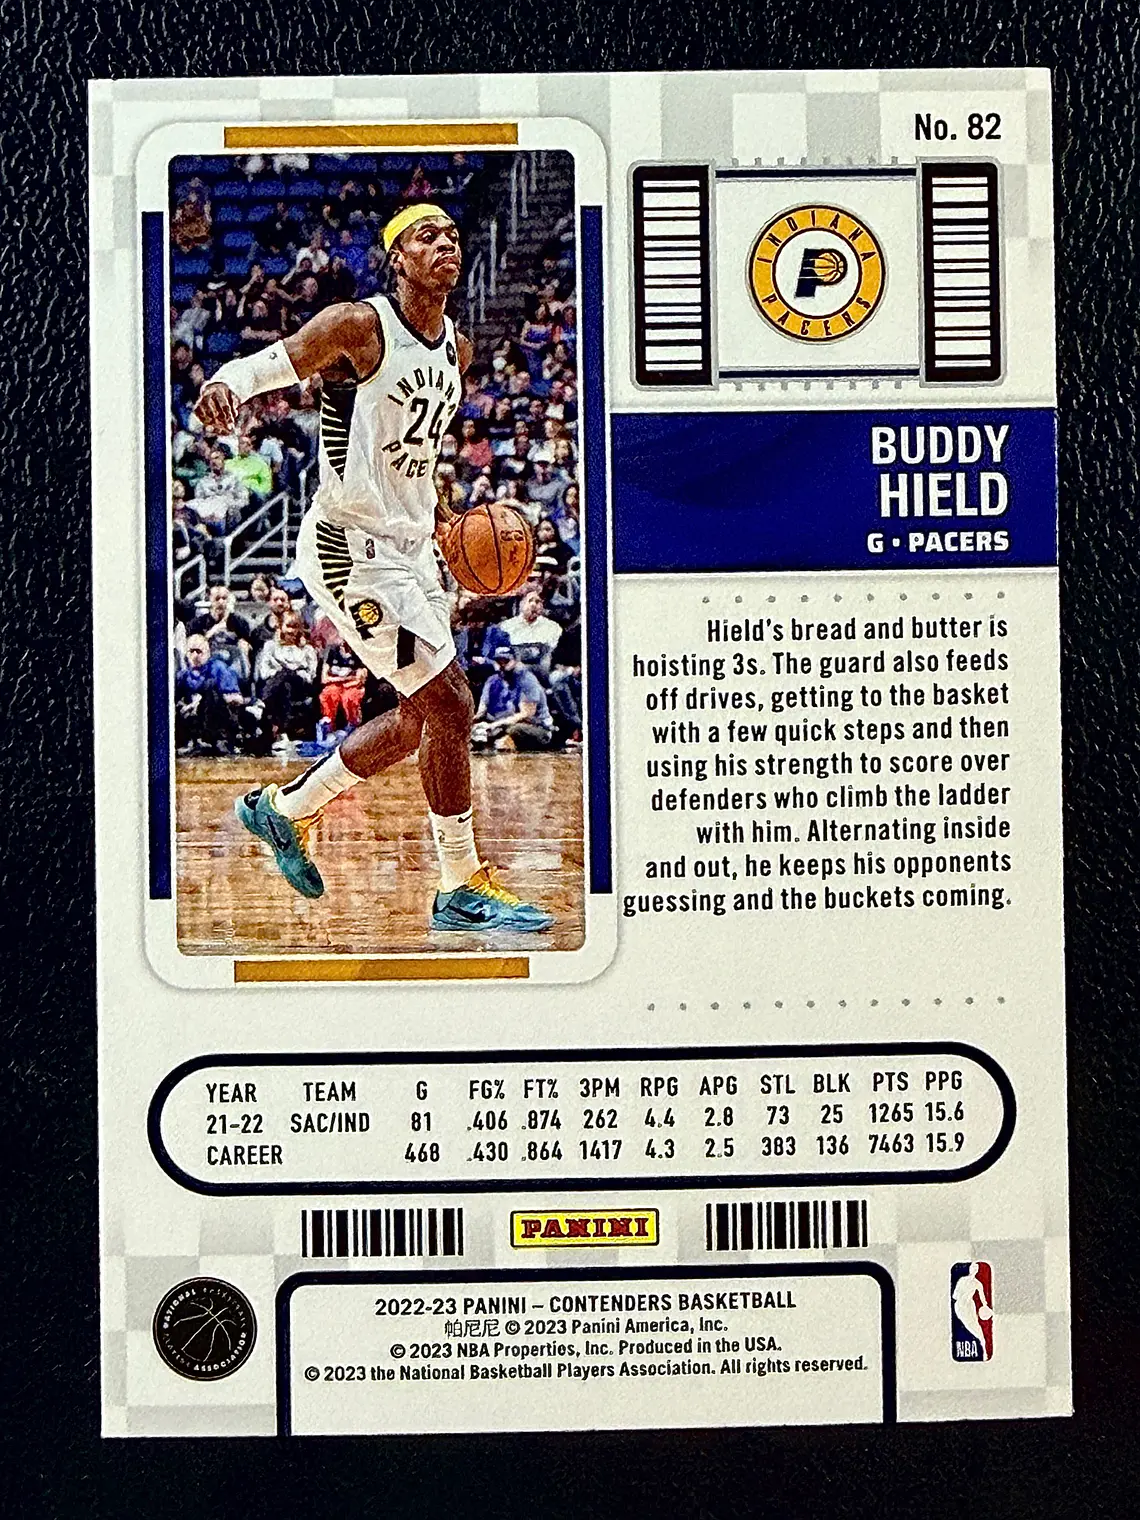 No. 82
INDIANA
PACERS
INDIANA
24
PACE
BUDDY
HIELD
G • PACERS
Hield's bread and butter is
hoisting 3s. The guard also feeds
off drives, getting to the basket
with a few quick steps and then
using his strength to score over
defenders who climb the ladder
with him. Alternating inside
and out, he keeps his opponents
guessing and the buckets coming.
YEAR TEAM G FG% FT% 3PM RPG APG STL BLK PTS PPG
21-22 SAC/IND 81 .406 .874 262 4.4 2.8 73 25 1265 15.6
CAREER 468 .430 .864 1417 4.3 2.5 383 136 7463 15.9
PANINI
2022-23 PANINI – CONTENDERS BASKETBALL
帕尼尼 © 2023 Panini America, Inc.
© 2023 NBA Properties, Inc. Produced in the USA.
© 2023 the National Basketball Players Association. All rights reserved.
NATIONAL BASKETBALL
PLAYERS ASSOCIATION
NBA